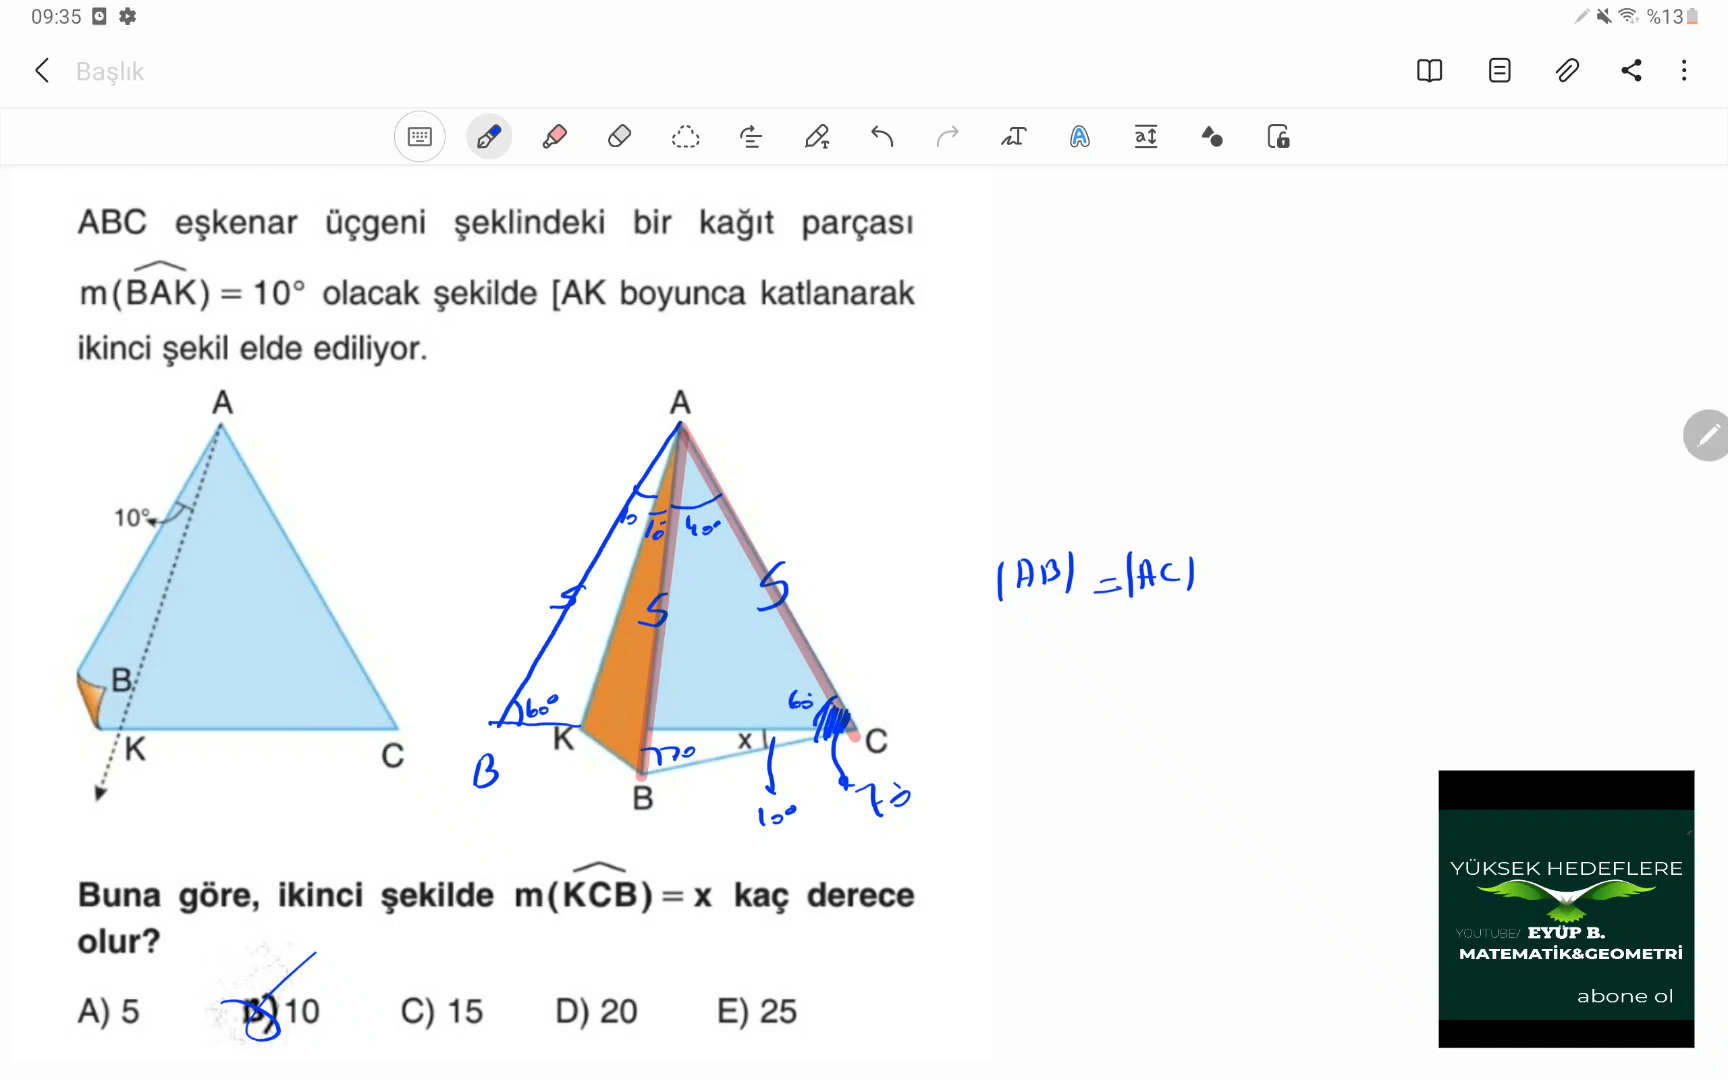 09:35
%13
Başlık
ABC eşkenar üçgeni şeklindeki bir kağıt parçası
m(BAK) = 10° olacak şekilde [AK boyunca katlanarak
ikinci şekil elde ediliyor.
A
10°
B
K
C
A
10
10
40°
5
5
5
60°
60
K
x
C
B
70
B
10°
70
|AB| = |AC|
Buna göre, ikinci şekilde m(KCB) = x kaç derece
olur?
A) 5 B) 10 C) 15 D) 20 E) 25
YÜKSEK HEDEFLERE
YOUTUBE/ EYÜP B.
MATEMATİK&GEOMETRİ
abone ol